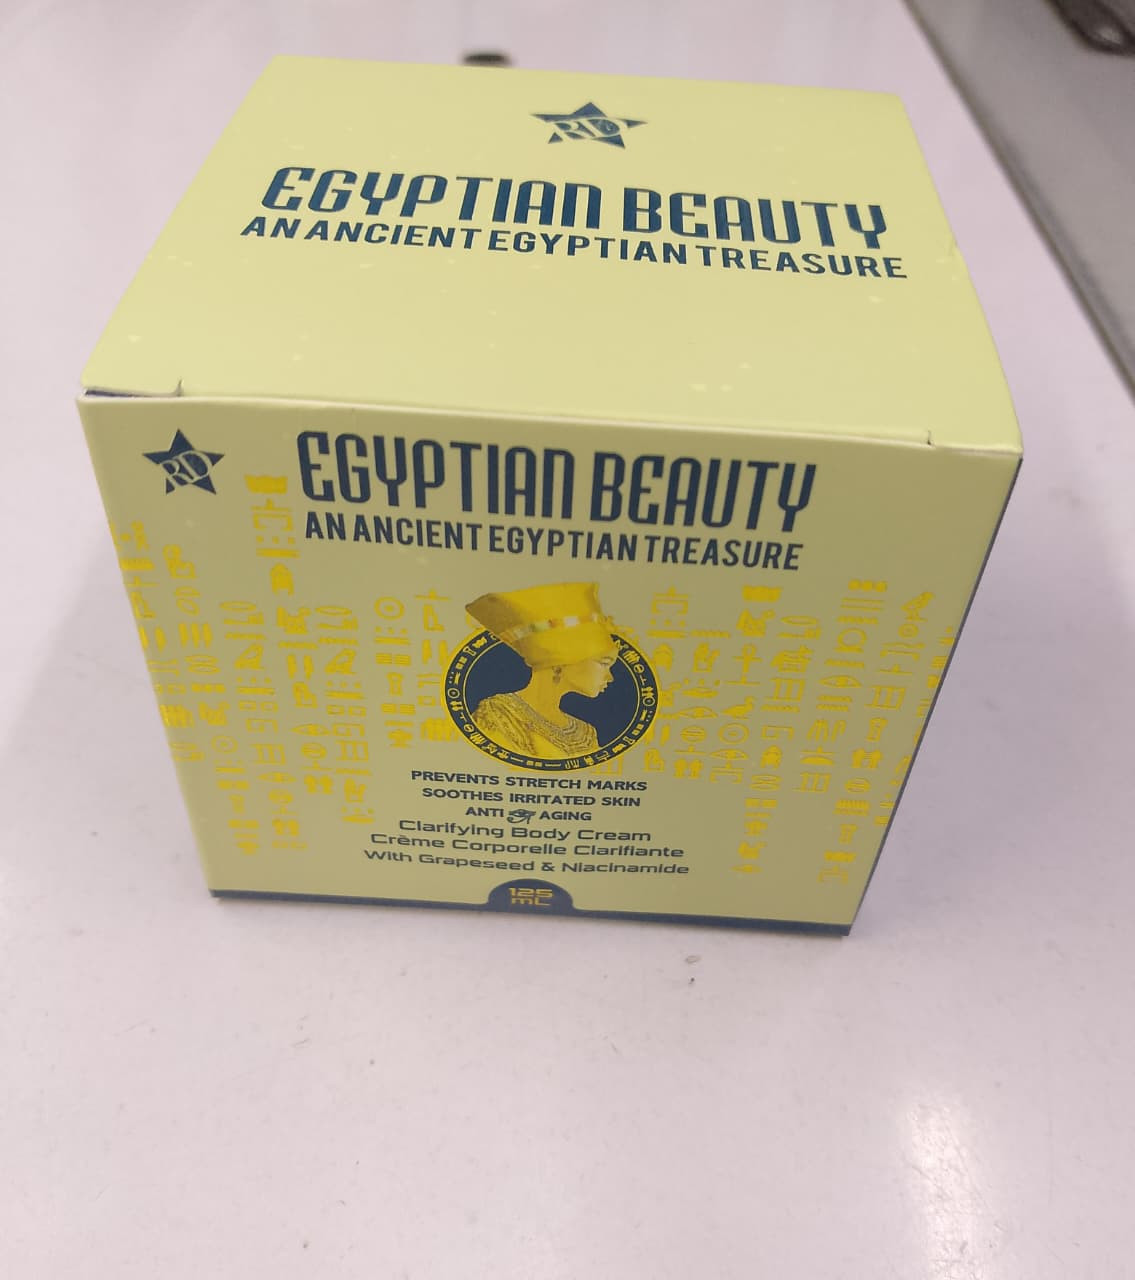 RD
EGYPTIAN BEAUTY
AN ANCIENT EGYPTIAN TREASURE
RD
EGYPTIAN BEAUTY
AN ANCIENT EGYPTIAN TREASURE
PREVENTS STRETCH MARKS
SOOTHES IRRITATED SKIN
ANTI AGING
Clarifying Body Cream
Crème Corporelle Clarifiante
With Grapeseed & Niacinamide
125
mL